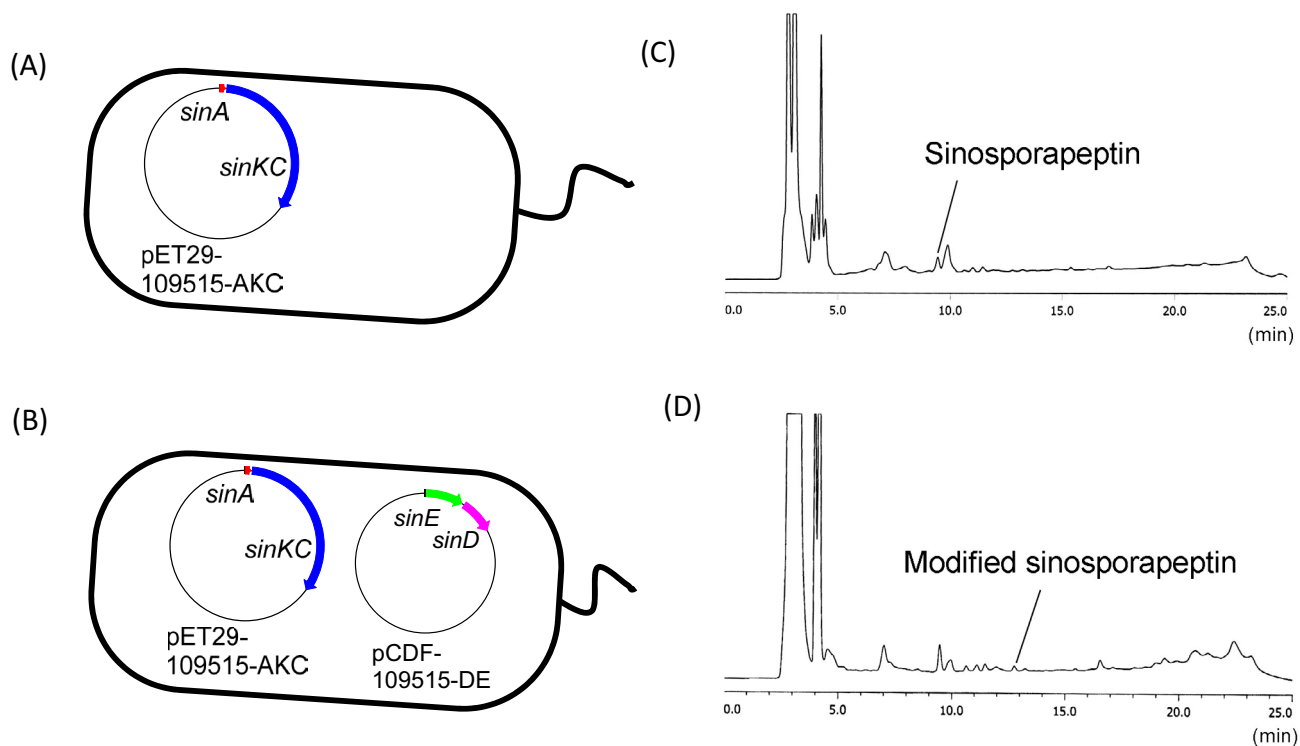 (A)
sinA
sinKC
pET29-
109515-AKC
(C)
Sinosporapeptin
0.0 5.0 10.0 15.0 20.0 25.0
(min)
(B)
sinA
sinKC
pET29-
109515-AKC
sinE
sinD
pCDF-
109515-DE
(D)
Modified sinosporapeptin
0.0 5.0 10.0 15.0 20.0 25.0
(min)